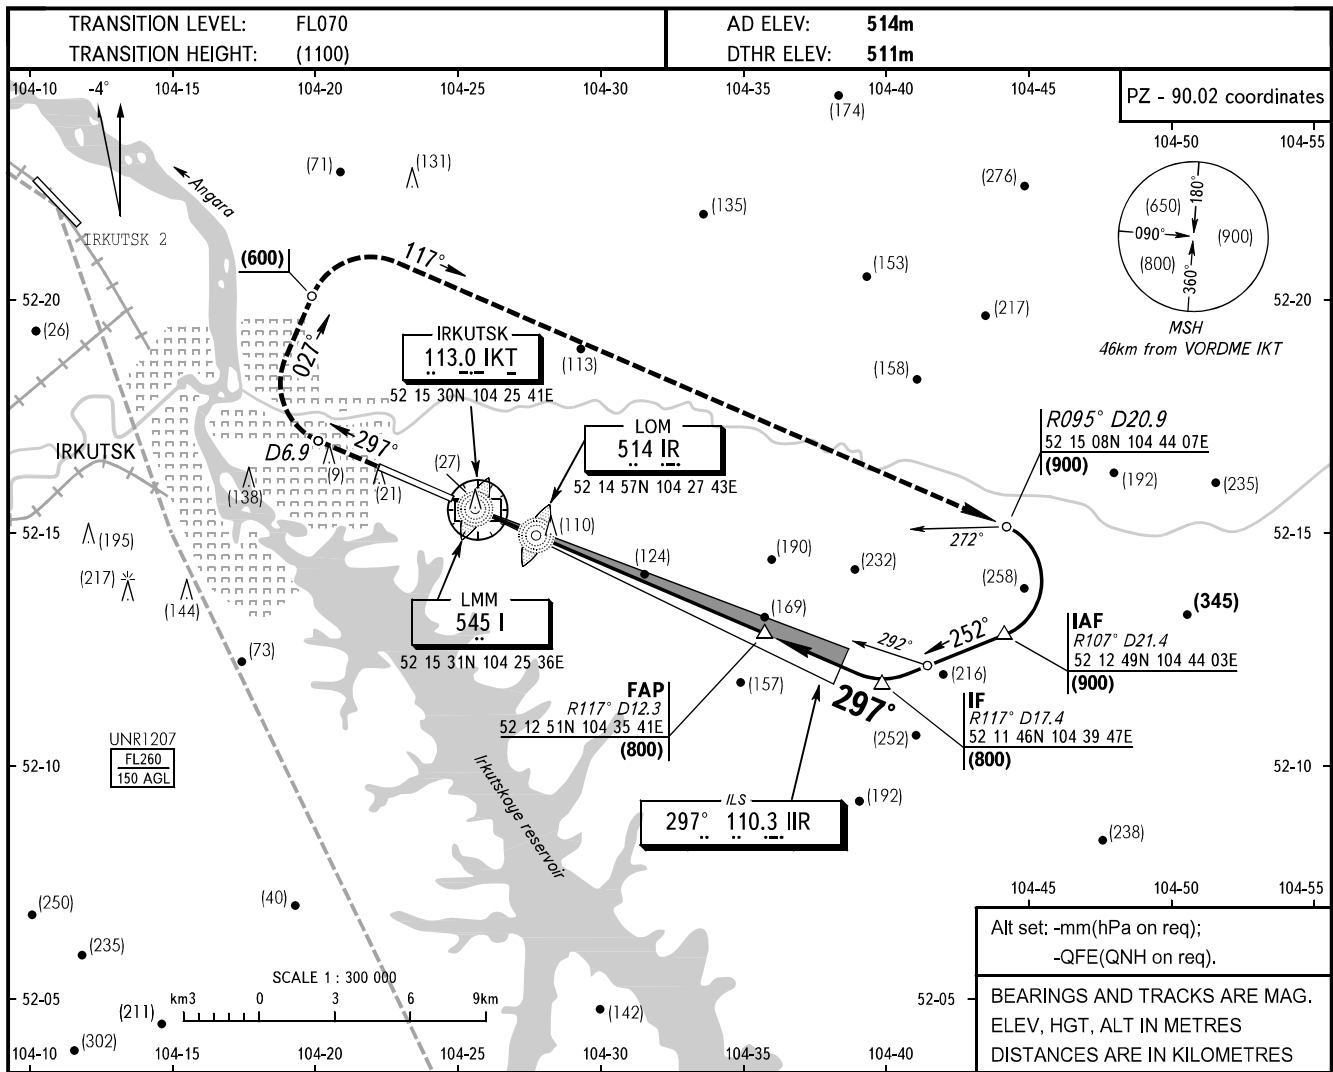 TRANSITION LEVEL: FL070
TRANSITION HEIGHT: (1100)
AD ELEV: 514m
DTHR ELEV: 511m
104-10 -4° 104-15 104-20 104-25 104-30 104-35 104-40 104-45
PZ - 90.02 coordinates
104-50 104-55
(174)
(71)
(131)
(276)
Angara
(135)
IRKUTSK 2
(650)
180°
090°
(900)
(800)
360°
MSH
46km from VORDME IKT
(600)
117°
(153)
52-20
(217)
52-20
(26)
027°
IRKUTSK
113.0 IKT
52 15 30N 104 25 41E
(113)
(158)
R095° D20.9
52 15 08N 104 44 07E
(900)
297°
D6.9
LOM
514 IR
52 14 57N 104 27 43E
IRKUTSK
(9)
(27)
(21)
(138)
(192)
(235)
52-15
(195)
(110)
272°
52-15
(190)
(124)
(232)
(217)
(144)
(258)
(345)
LMM
545 I
52 15 31N 104 25 36E
(169)
292°
252°
IAF
R107° D21.4
52 12 49N 104 44 03E
(900)
(73)
(216)
(157)
FAP
R117° D12.3
52 12 51N 104 35 41E
(800)
297°
IF
R117° D17.4
52 11 46N 104 39 47E
(800)
(252)
UNR1207
FL260
150 AGL
52-10
52-10
Irkutskoye reservoir
ILS
297° 110.3 IIR
(192)
(238)
(40)
(250)
104-45 104-50 104-55
(235)
Alt set: -mm(hPa on req);
-QFE(QNH on req).
SCALE 1 : 300 000
km3 0 3 6 9km
52-05
52-05
(211)
(142)
(302)
BEARINGS AND TRACKS ARE MAG.
ELEV, HGT, ALT IN METRES
DISTANCES ARE IN KILOMETRES
104-10 104-15 104-20 104-25 104-30 104-35 104-40